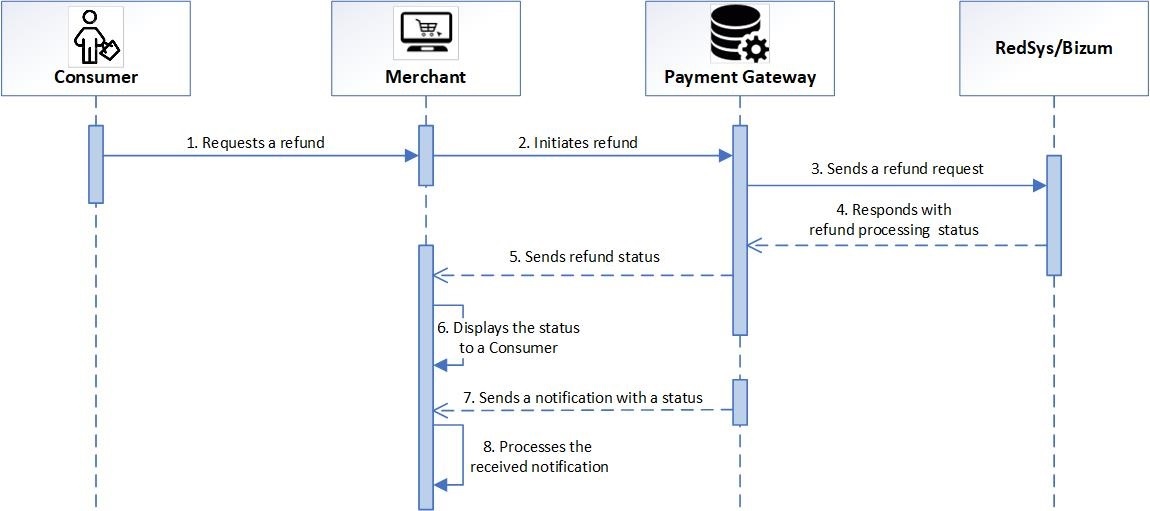 Consumer
Merchant
Payment Gateway
RedSys/Bizum
1. Requests a refund
2. Initiates refund
3. Sends a refund request
4. Responds with
refund processing status
5. Sends refund status
6. Displays the status
to a Consumer
7. Sends a notification with a status
8. Processes the
received notification